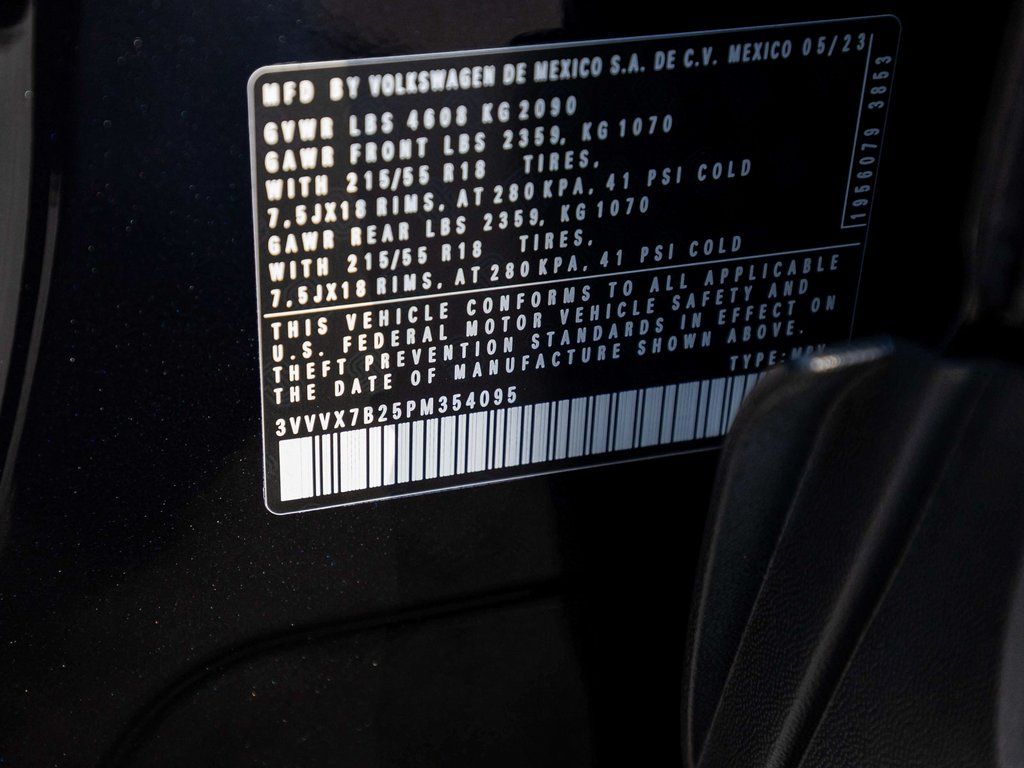 MFD BY VOLKSWAGEN DE MEXICO S.A. DE C.V. MEXICO 05/23
GVWR LBS 4608 KG 2090
GAWR FRONT LBS 2359, KG 1070
WITH 215/55 R18 TIRES,
7,5JX18 RIMS, AT 280 KPA, 41 PSI COLD
GAWR REAR LBS 2359, KG 1070
WITH 215/55 R18 TIRES,
7,5JX18 RIMS, AT 280 KPA, 41 PSI COLD
THIS VEHICLE CONFORMS TO ALL APPLICABLE
U.S. FEDERAL MOTOR VEHICLE SAFETY AND
THEFT PREVENTION STANDARDS IN EFFECT ON
THE DATE OF MANUFACTURE SHOWN ABOVE.
TYPE:
3VVVX7B25PM354095
1956079 3853